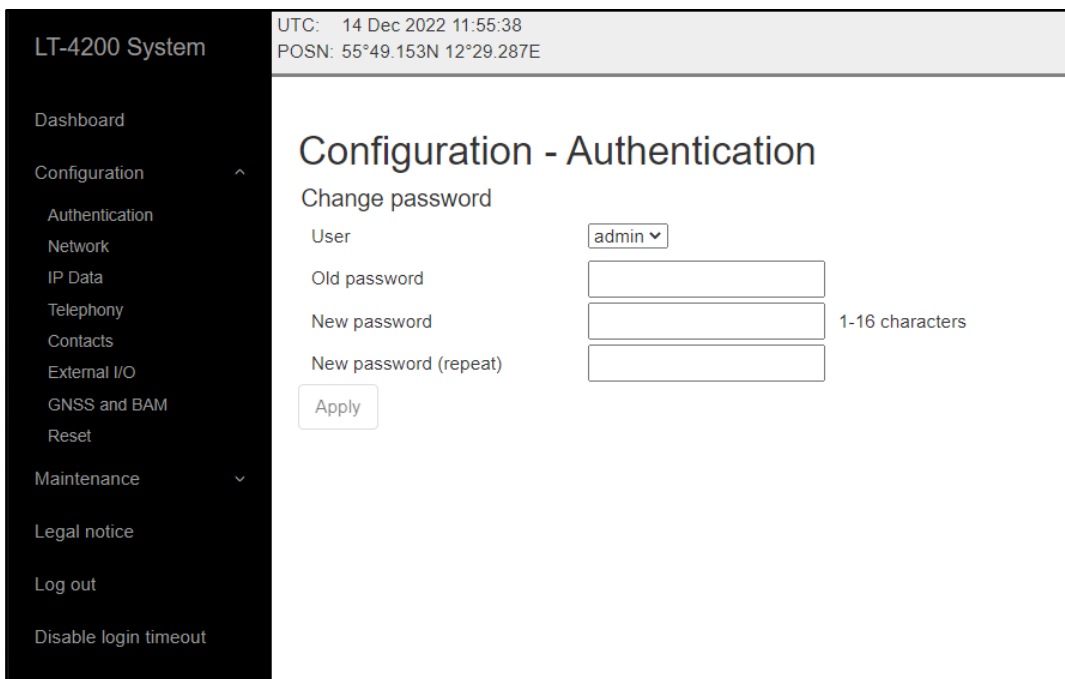 LT-4200 System
UTC: 14 Dec 2022 11:55:38
POSN: 55°49.153N 12°29.287E
Dashboard
Configuration
Authentication
Network
IP Data
Telephony
Contacts
External I/O
GNSS and BAM
Reset
Maintenance
Legal notice
Log out
Disable login timeout
Configuration - Authentication
Change password
User admin
Old password
New password 1-16 characters
New password (repeat)
Apply